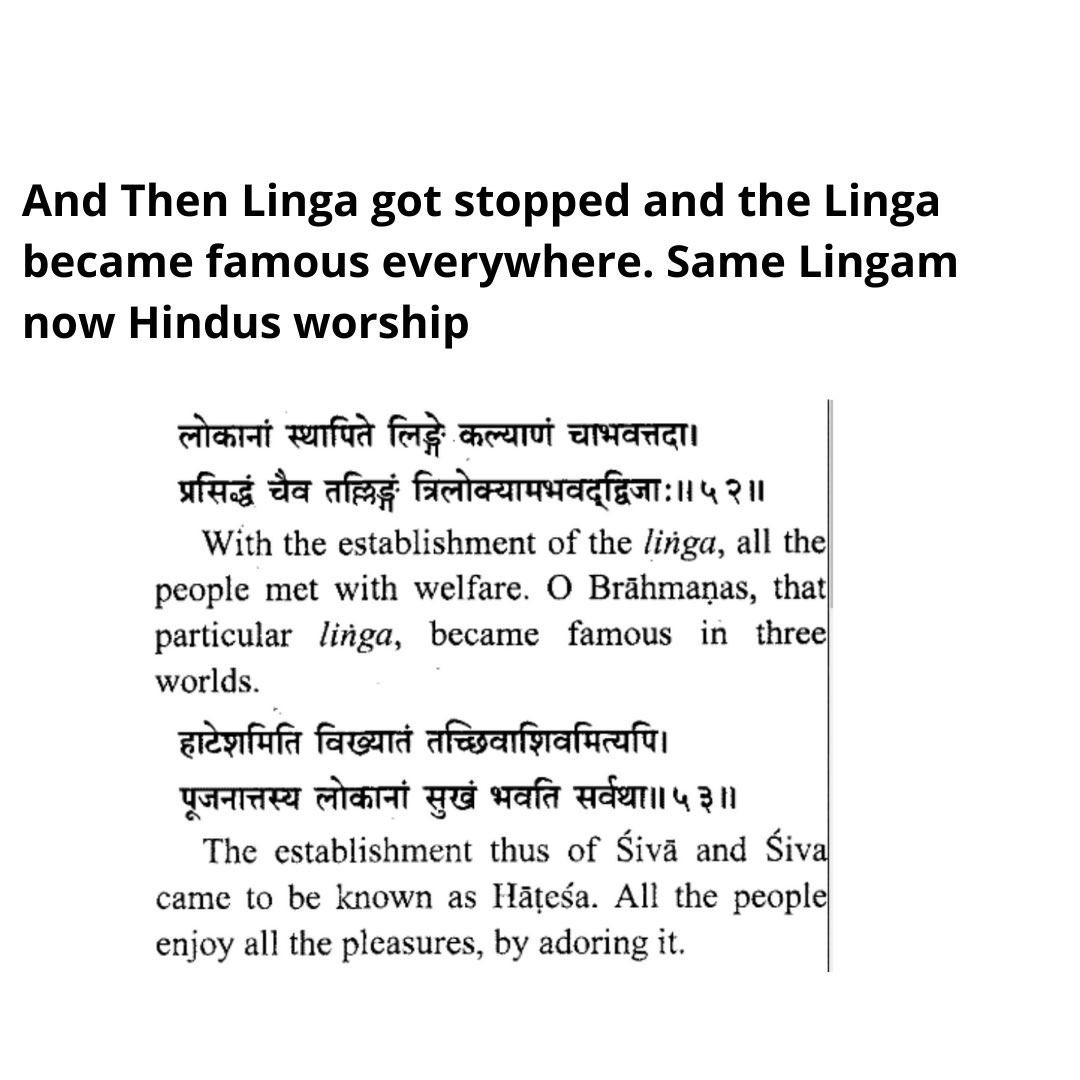 And Then Linga got stopped and the Linga
became famous everywhere. Same Lingam
now Hindus worship
लोकानां स्थापिते लिङ्गे कल्याणं चाभवत्तदा।
प्रसिद्धं चैव तल्लिङ्गं त्रिलोक्यामभवद्द्विजाः॥५२॥
With the establishment of the liṅga, all the
people met with welfare. O Brāhmaṇas, that
particular liṅga, became famous in three
worlds.
हाटेशमिति विख्यातं तच्छिवाशिवमित्यपि।
पूजनात्तस्य लोकानां सुखं भवति सर्वथा॥५३॥
The establishment thus of Śivā and Śiva
came to be known as Hāṭeśa. All the people
enjoy all the pleasures, by adoring it.